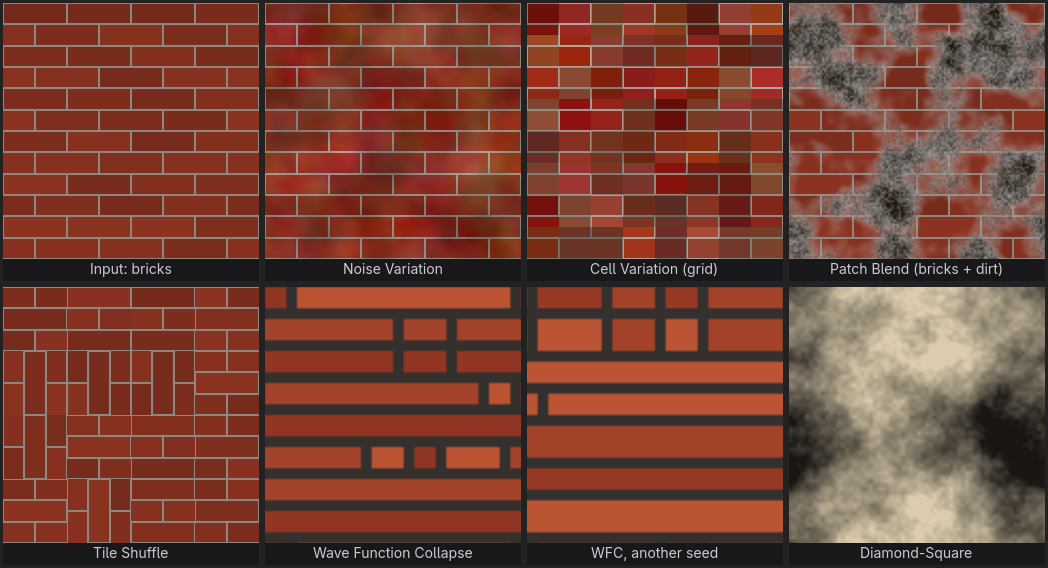 Input: bricks
Noise Variation
Cell Variation (grid)
Patch Blend (bricks + dirt)
Tile Shuffle
Wave Function Collapse
WFC, another seed
Diamond-Square